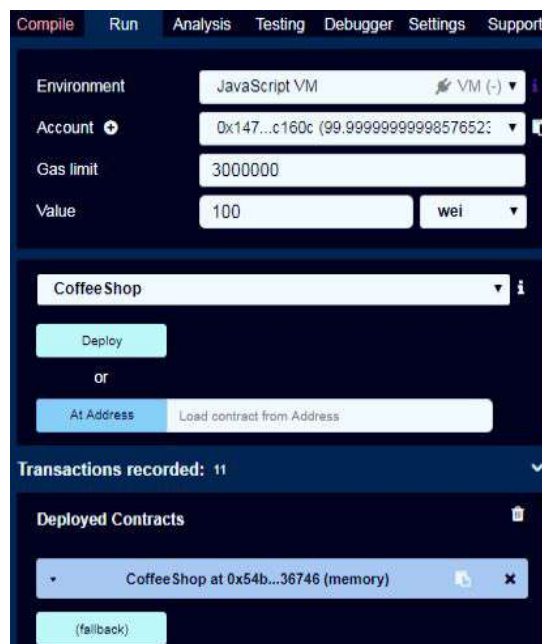 Compile Run Analysis Testing Debugger Settings Support
Environment JavaScript VM VM (-)
Account 0x147...c160c (99.99999999998576523
Gas limit 3000000
Value 100 wei
CoffeeShop
Deploy
or
At Address Load contract from Address
Transactions recorded: 11
Deployed Contracts
CoffeeShop at 0x54b...36746 (memory)
(fallback)